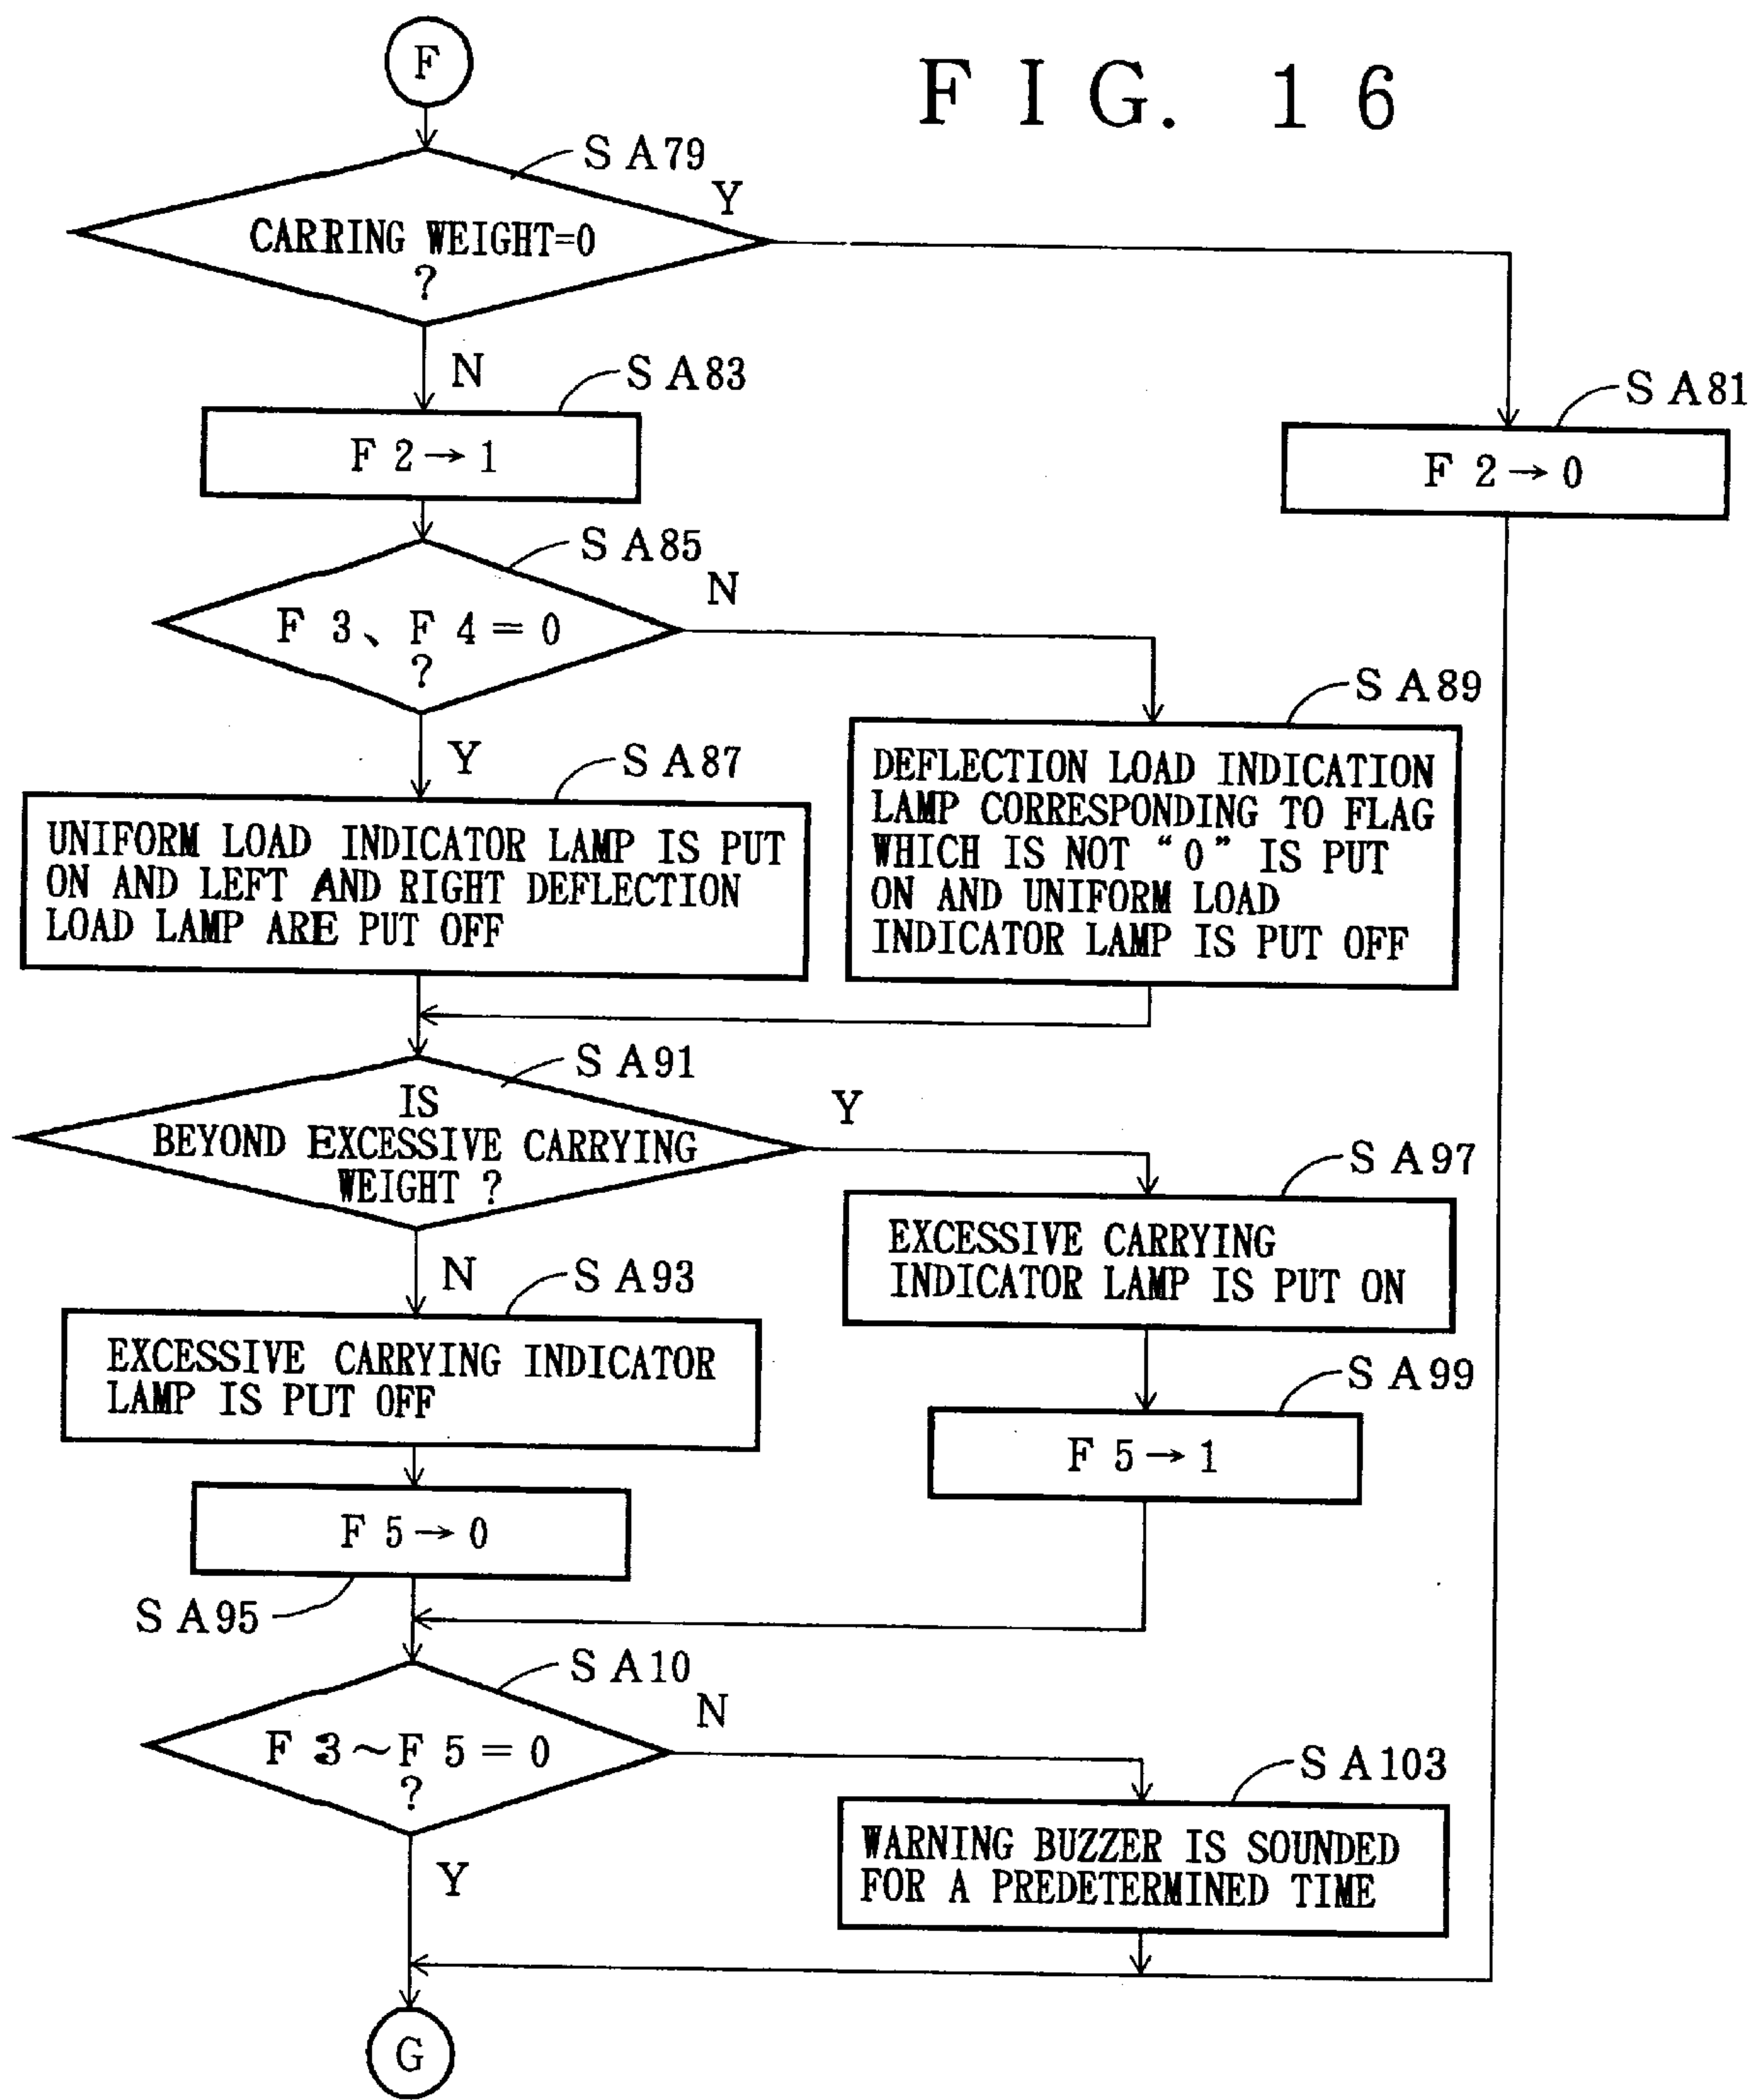 F I G. 1 6
F
S A79
CARRING WEIGHT=0
?
Y
N
S A83
F 2 → 1
S A81
F 2 → 0
S A85
F 3、F 4 = 0
?
N
Y
S A87
UNIFORM LOAD INDICATOR LAMP IS PUT
ON AND LEFT AND RIGHT DEFLECTION
LOAD LAMP ARE PUT OFF
S A89
DEFLECTION LOAD INDICATION
LAMP CORRESPONDING TO FLAG
WHICH IS NOT "0" IS PUT
ON AND UNIFORM LOAD
INDICATOR LAMP IS PUT OFF
S A91
IS
BEYOND EXCESSIVE CARRYING
WEIGHT ?
Y
N
S A93
EXCESSIVE CARRYING INDICATOR
LAMP IS PUT OFF
S A97
EXCESSIVE CARRYING
INDICATOR LAMP IS PUT ON
S A99
F 5 → 1
F 5 → 0
S A95
S A10
F 3～F 5 = 0
?
N
Y
S A103
WARNING BUZZER IS SOUNDED
FOR A PREDETERMINED TIME
G